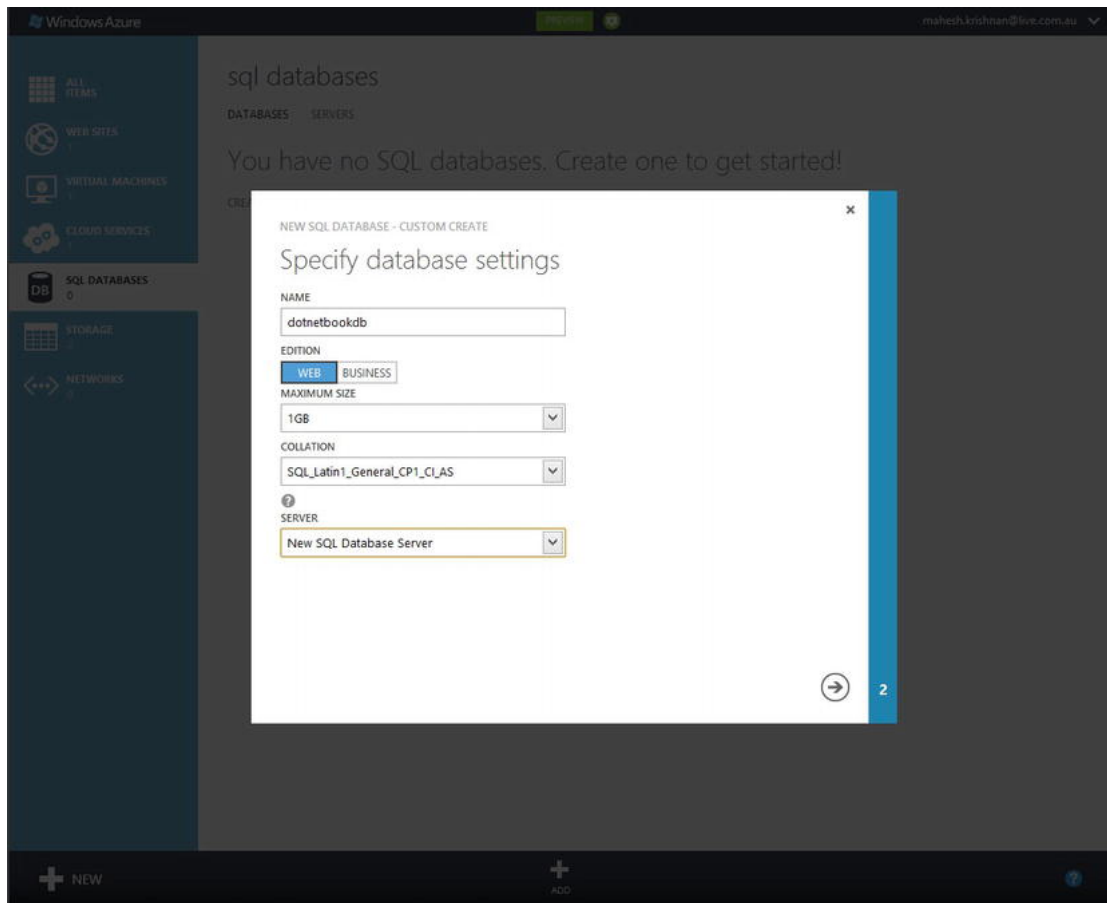 Windows Azure
PREVIEW
mahesh.krishnan@live.com.au
ALL ITEMS
WEB SITES
VIRTUAL MACHINES
CLOUD SERVICES
SQL DATABASES
0
STORAGE
NETWORKS
sql databases
DATABASES SERVERS
You have no SQL databases. Create one to get started!
NEW SQL DATABASE - CUSTOM CREATE
Specify database settings
NAME
dotnetbookdb
EDITION
WEB BUSINESS
MAXIMUM SIZE
1GB
COLLATION
SQL_Latin1_General_CP1_CI_AS
SERVER
New SQL Database Server
2
NEW
ADD